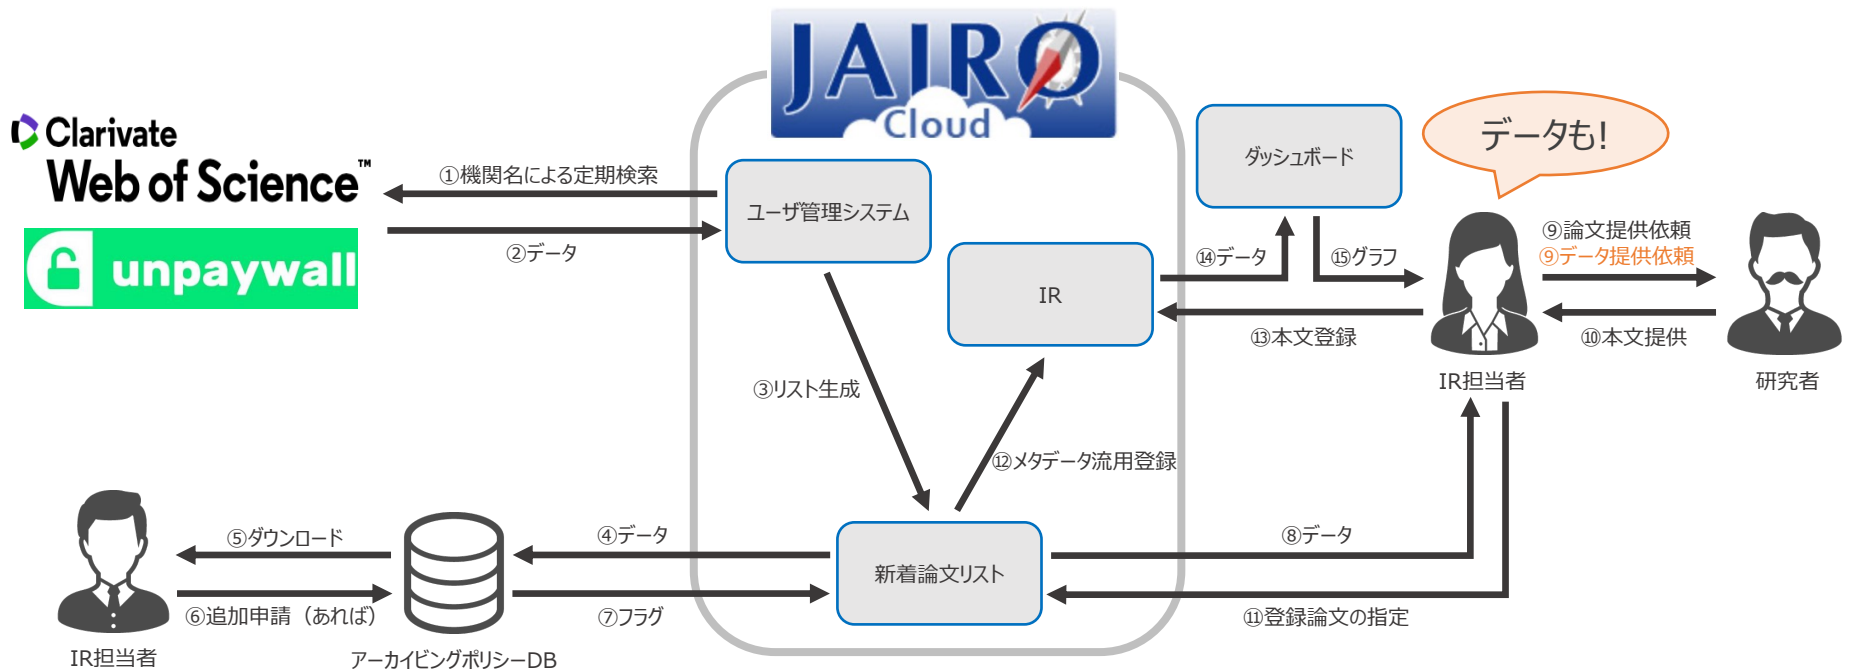 JAIRO
Cloud
Clarivate
Web of Science™
unpaywall
①機関名による定期検索
②データ
ユーザ管理システム
IR
③リスト生成
⑫メタデータ流用登録
新着論文リスト
ダッシュボード
データも!
⑭データ
⑮グラフ
⑬本文登録
⑨論文提供依頼
⑨データ提供依頼
⑩本文提供
IR担当者
研究者
⑤ダウンロード
⑥追加申請（あれば）
④データ
⑦フラグ
⑧データ
⑪登録論文の指定
IR担当者
アーカイビングポリシーDB